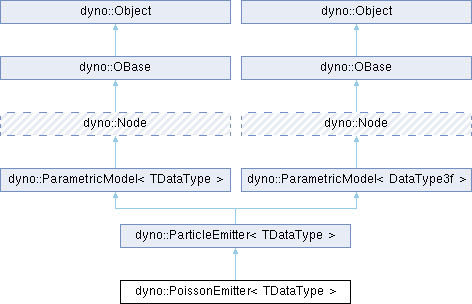 dyno::Object
dyno::Object
dyno::OBase
dyno::OBase
dyno::Node
dyno::Node
dyno::ParametricModel< TDataType >
dyno::ParametricModel< DataType3f >
dyno::ParticleEmitter< TDataType >
dyno::PoissonEmitter< TDataType >